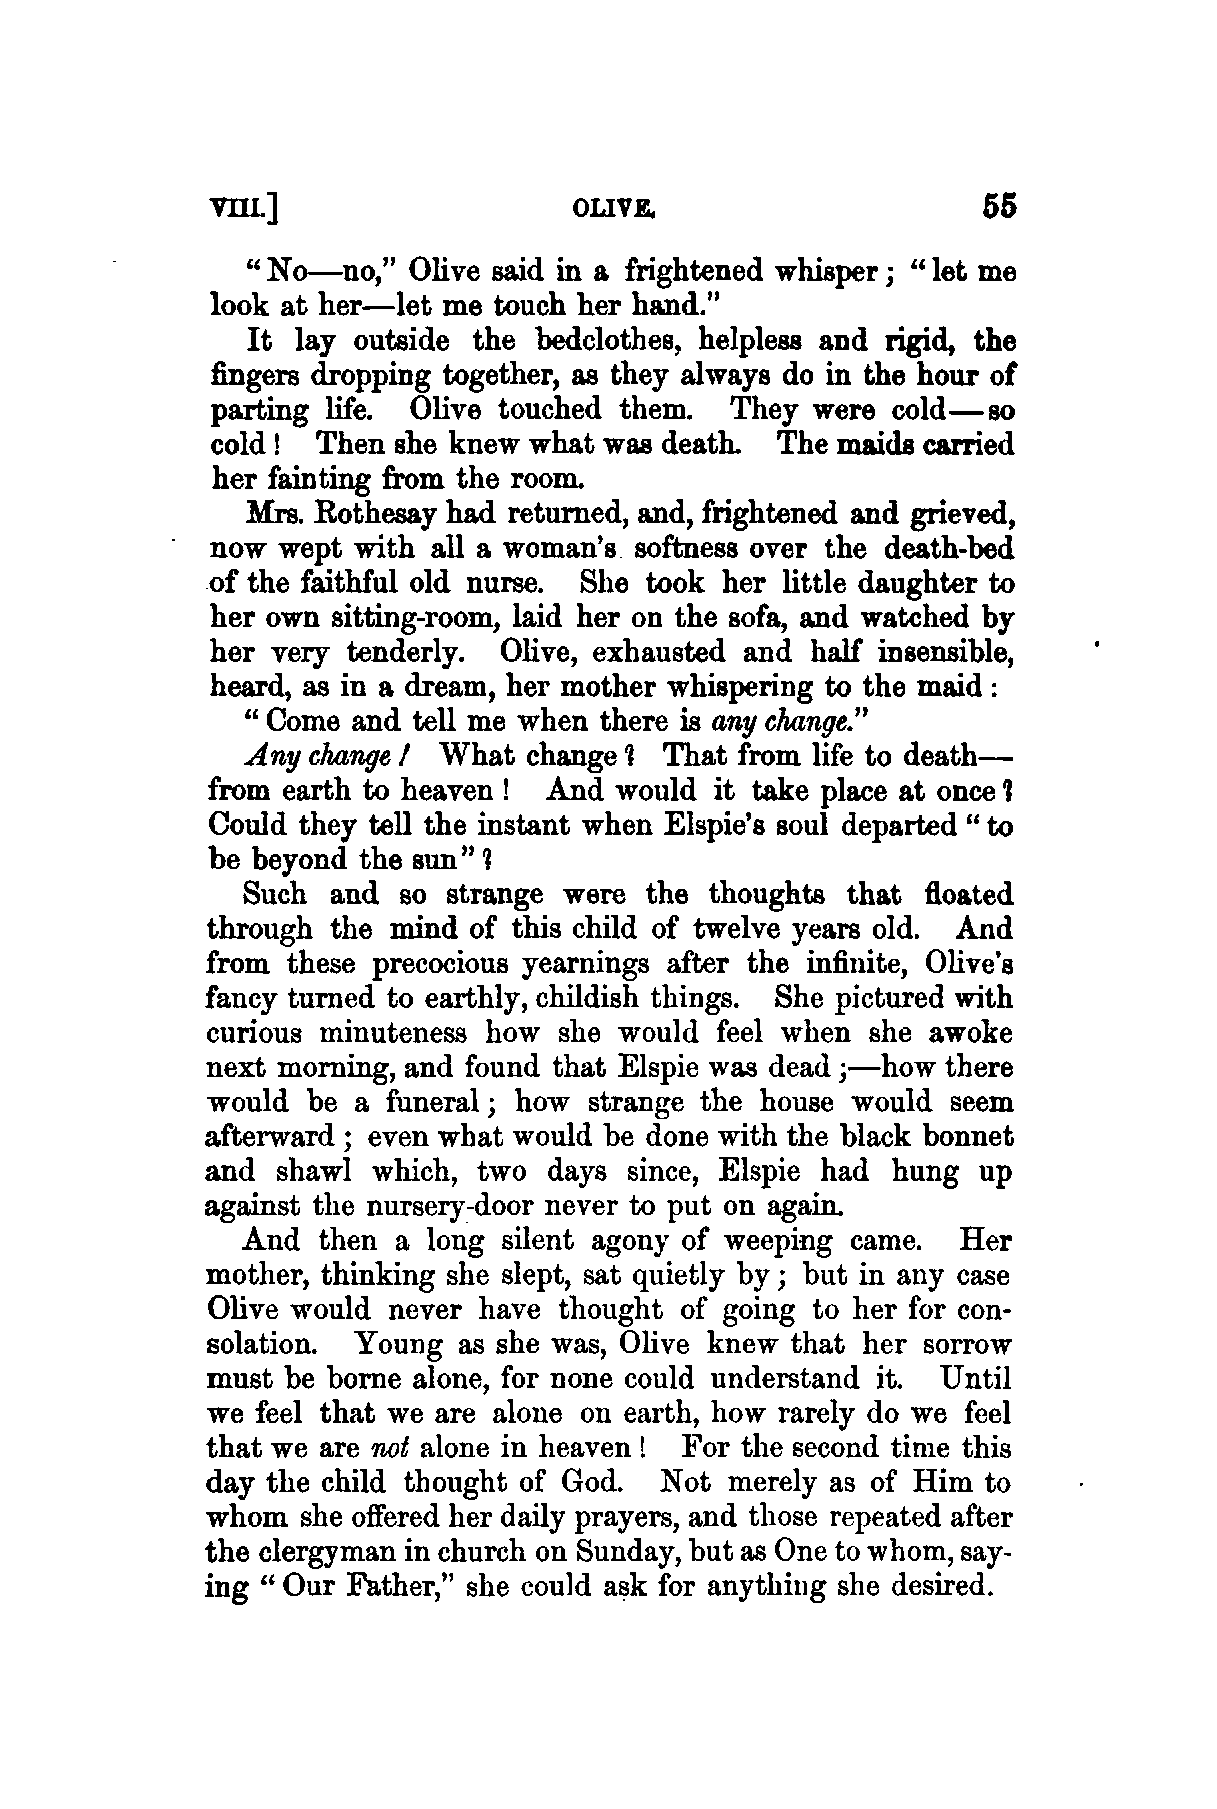 VIII.] OLIVE. 55
"No—no," Olive said in a frightened whisper; "let me
look at her—let me touch her hand."
It lay outside the bedclothes, helpless and rigid, the
fingers dropping together, as they always do in the hour of
parting life. Olive touched them. They were cold—so
cold! Then she knew what was death. The maids carried
her fainting from the room.
Mrs. Rothesay had returned, and, frightened and grieved,
now wept with all a woman's softness over the death-bed
of the faithful old nurse. She took her little daughter to
her own sitting-room, laid her on the sofa, and watched by
her very tenderly. Olive, exhausted and half insensible,
heard, as in a dream, her mother whispering to the maid:
"Come and tell me when there is any change."
Any change! What change? That from life to death—
from earth to heaven! And would it take place at once?
Could they tell the instant when Elspie's soul departed "to
be beyond the sun"?
Such and so strange were the thoughts that floated
through the mind of this child of twelve years old. And
from these precocious yearnings after the infinite, Olive's
fancy turned to earthly, childish things. She pictured with
curious minuteness how she would feel when she awoke
next morning, and found that Elspie was dead;—how there
would be a funeral; how strange the house would seem
afterward; even what would be done with the black bonnet
and shawl which, two days since, Elspie had hung up
against the nursery-door never to put on again.
And then a long silent agony of weeping came. Her
mother, thinking she slept, sat quietly by; but in any case
Olive would never have thought of going to her for con-
solation. Young as she was, Olive knew that her sorrow
must be borne alone, for none could understand it. Until
we feel that we are alone on earth, how rarely do we feel
that we are not alone in heaven! For the second time this
day the child thought of God. Not merely as of Him to
whom she offered her daily prayers, and those repeated after
the clergyman in church on Sunday, but as One to whom, say-
ing "Our Father," she could ask for anything she desired.